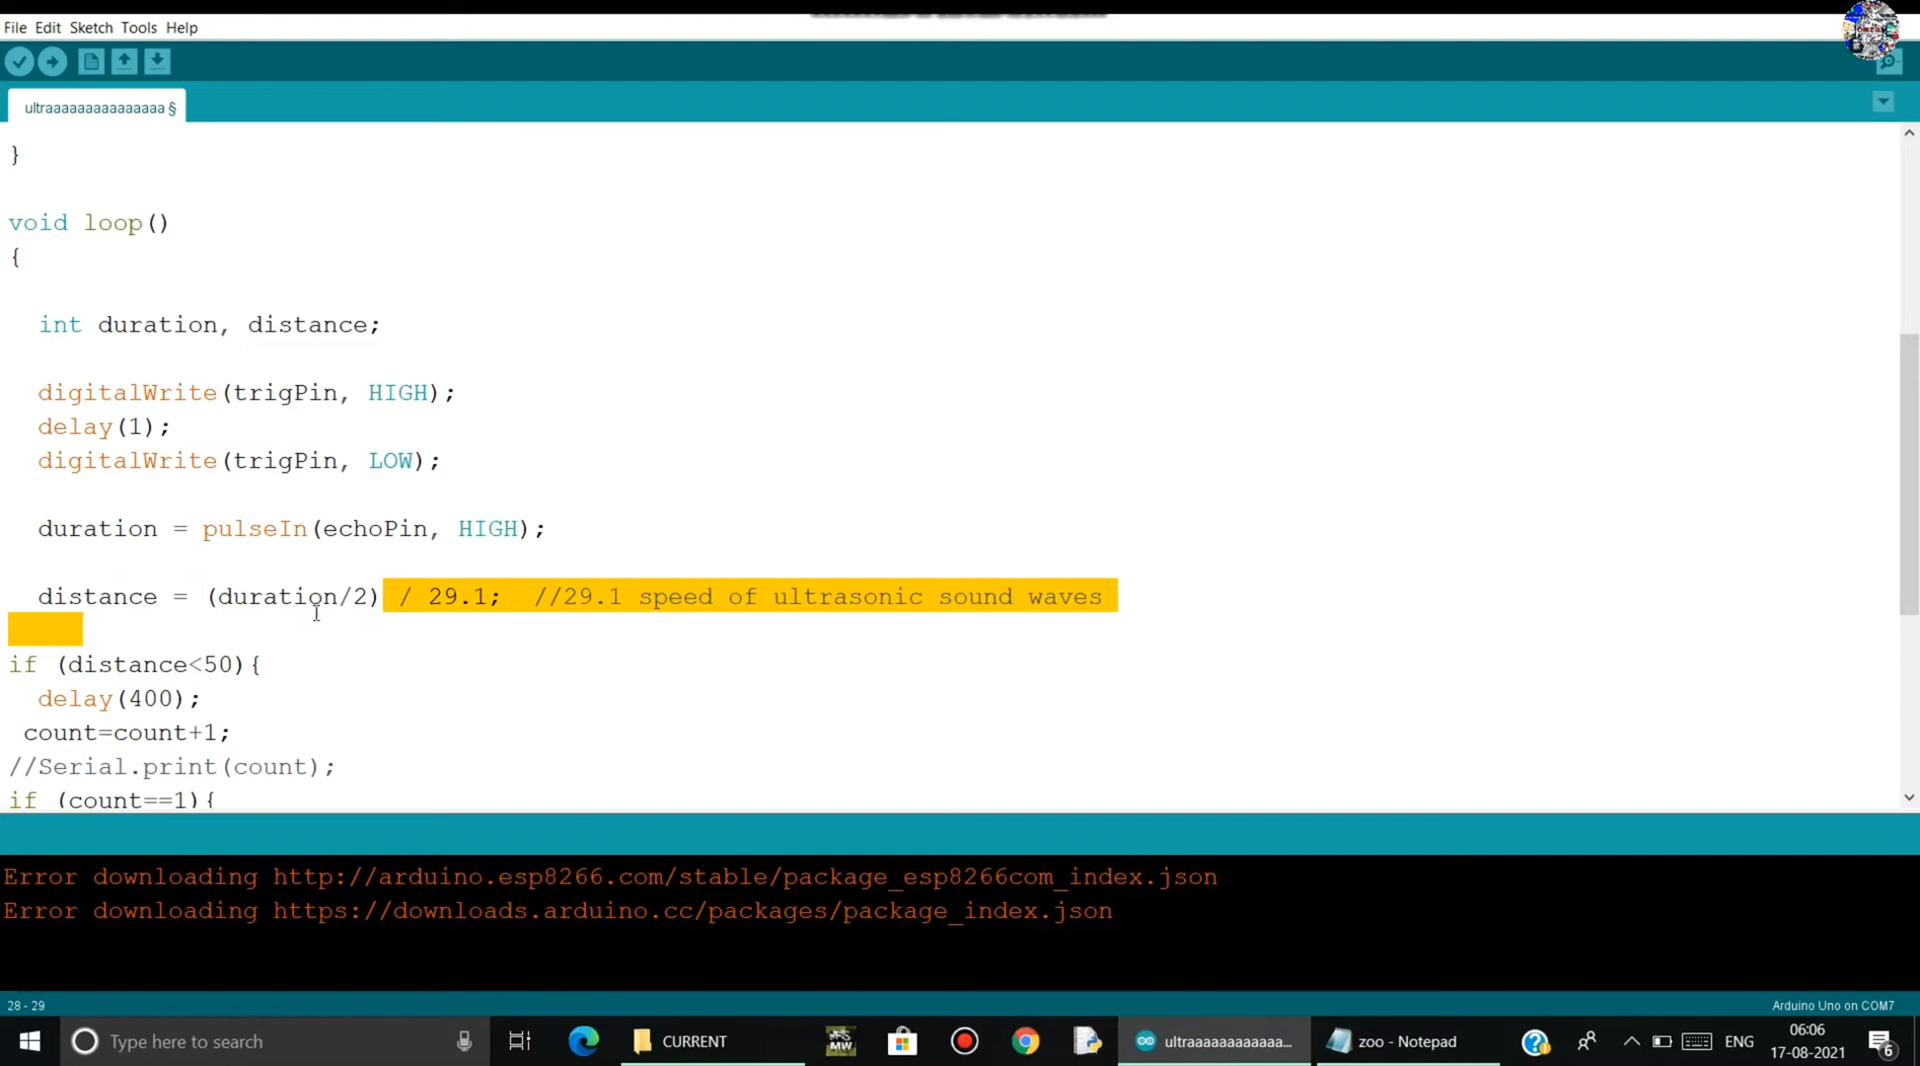 File Edit Sketch Tools Help
ultraaaaaaaaaaaaaaa §
}
void loop()
{
int duration, distance;
digitalWrite(trigPin, HIGH);
delay(1);
digitalWrite(trigPin, LOW);
duration = pulseIn(echoPin, HIGH);
distance = (duration/2) / 29.1; //29.1 speed of ultrasonic sound waves
if (distance<50){
delay(400);
count=count+1;
//Serial.print(count);
if (count==1){
Error downloading http://arduino.esp8266.com/stable/package_esp8266com_index.json
Error downloading https://downloads.arduino.cc/packages/package_index.json
28 - 29 Arduino Uno on COM7
Type here to search CURRENT MW ultraaaaaaaaaaaa... zoo - Notepad ENG 06:06
17-08-2021 6